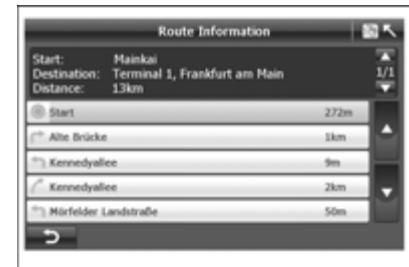 Route Information
Start: Mainkai
Destination: Terminal 1, Frankfurt am Main
Distance: 13km
1/1
Start 272m
Alte Brücke 1km
Kennedyallee 9m
Kennedyallee 2km
Mörfelder Landstraße 50m